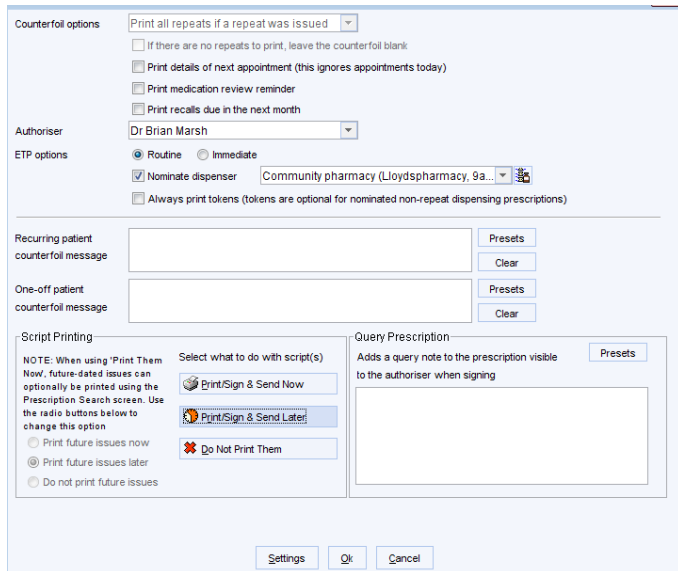 Counterfoil options Print all repeats if a repeat was issued
If there are no repeats to print, leave the counterfoil blank
Print details of next appointment (this ignores appointments today)
Print medication review reminder
Print recalls due in the next month
Authoriser Dr Brian Marsh
ETP options Routine Immediate
Nominate dispenser Community pharmacy (Lloydspharmacy, 9a...
Always print tokens (tokens are optional for nominated non-repeat dispensing prescriptions)
Recurring patient
counterfoil message
Presets
Clear
One-off patient
counterfoil message
Presets
Clear
Script Printing
NOTE: When using 'Print Them
Now', future-dated issues can
optionally be printed using the
Prescription Search screen. Use
the radio buttons below to
change this option
Print future issues now
Print future issues later
Do not print future issues
Select what to do with script(s)
Print/Sign & Send Now
Print/Sign & Send Later
Do Not Print Them
Query Prescription
Adds a query note to the prescription visible
to the authoriser when signing
Presets
Settings Ok Cancel